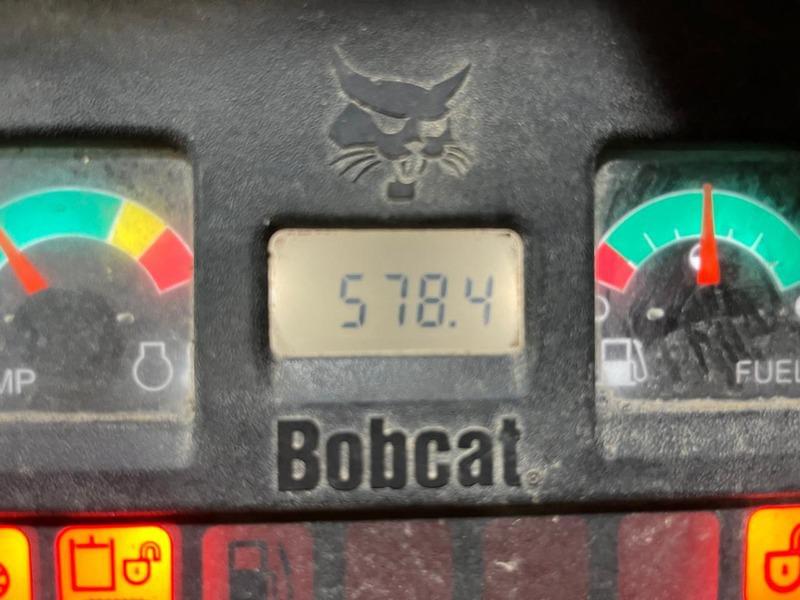 578.4
MP
FUEL
Bobcat